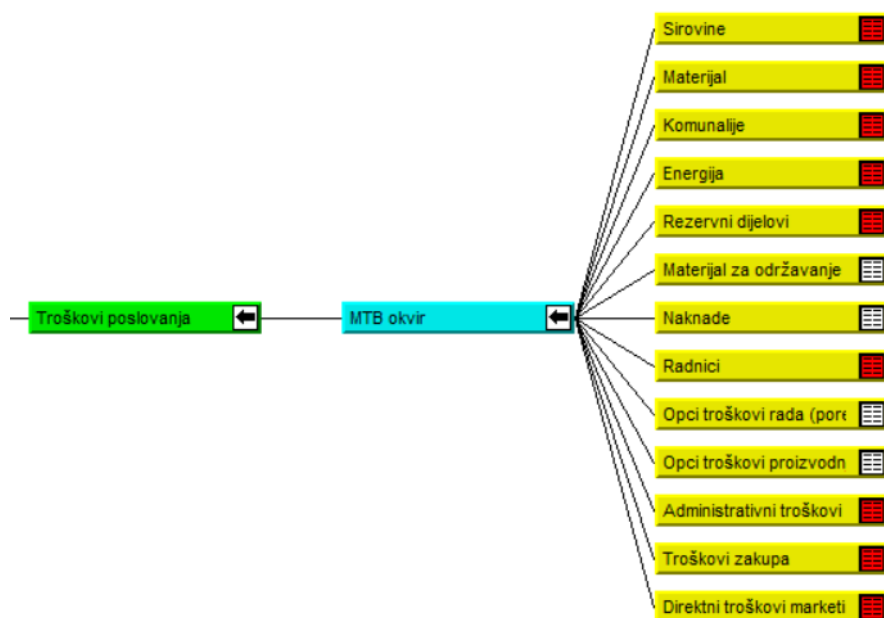 Sirovine
Materijal
Komunalije
Energija
Rezervni dijelovi
Materijal za održavanje
Troškovi poslovanja
MTB okvir
Naknade
Radnici
Opci troškovi rada (pore
Opci troškovi proizvodn
Administrativni troškovi
Troškovi zakupa
Direktni troškovi marketi